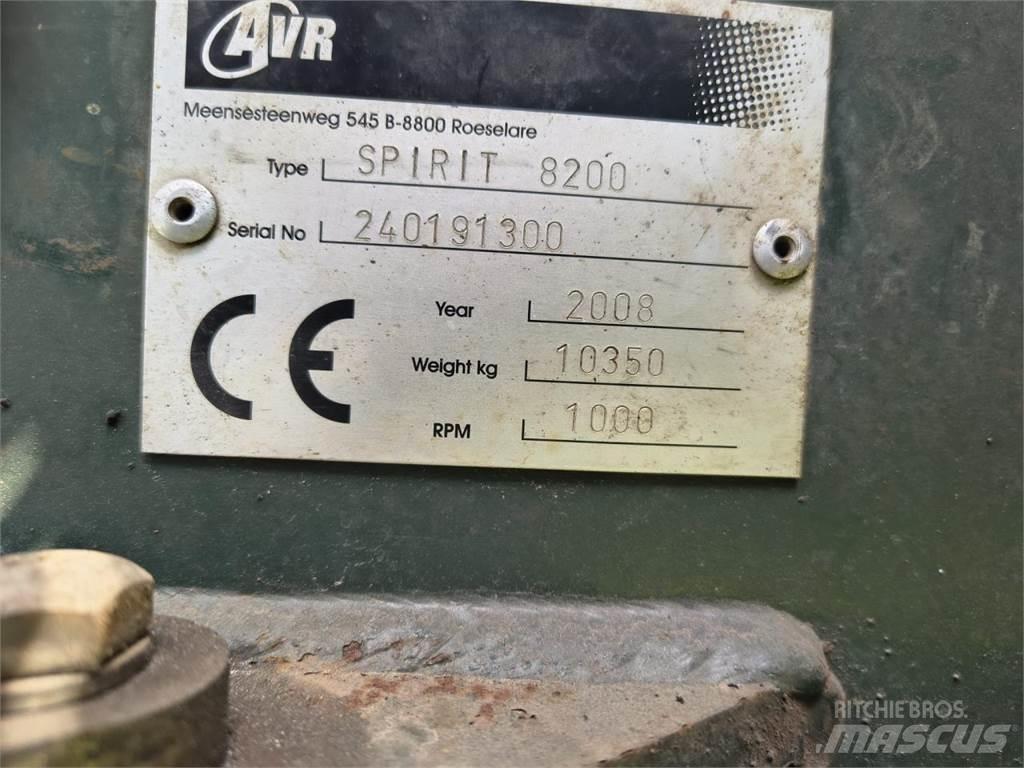 AVR
Meensesteenweg 545 B-8800 Roeselare
Type SPIRIT 8200
Serial No 240191300
CE
Year 2008
Weight kg 10350
RPM 1000
RITCHIE BROS.
MASCUS